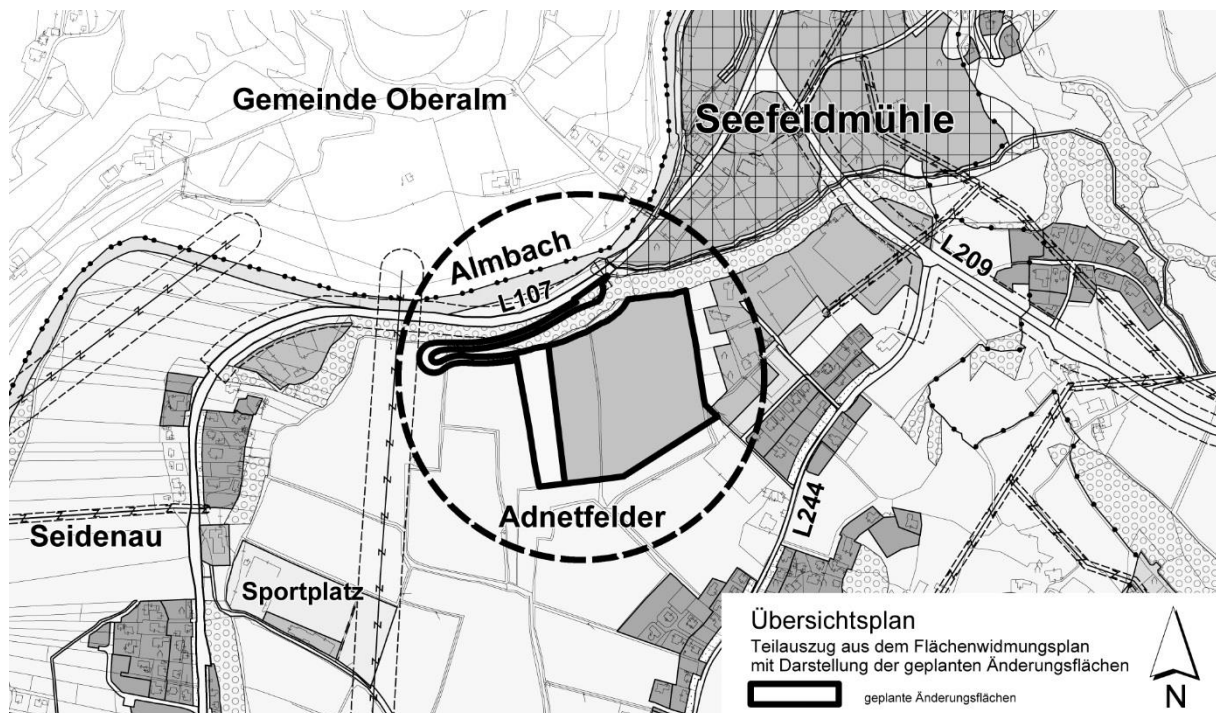 Gemeinde Oberalm
Seefeldmühle
Almbach
L107
L209
Adnetfelder
L244
Seidenau
Sportplatz
Übersichtsplan
Teilauszug aus dem Flächenwidmungsplan
mit Darstellung der geplanten Änderungsflächen
geplante Änderungsflächen
N